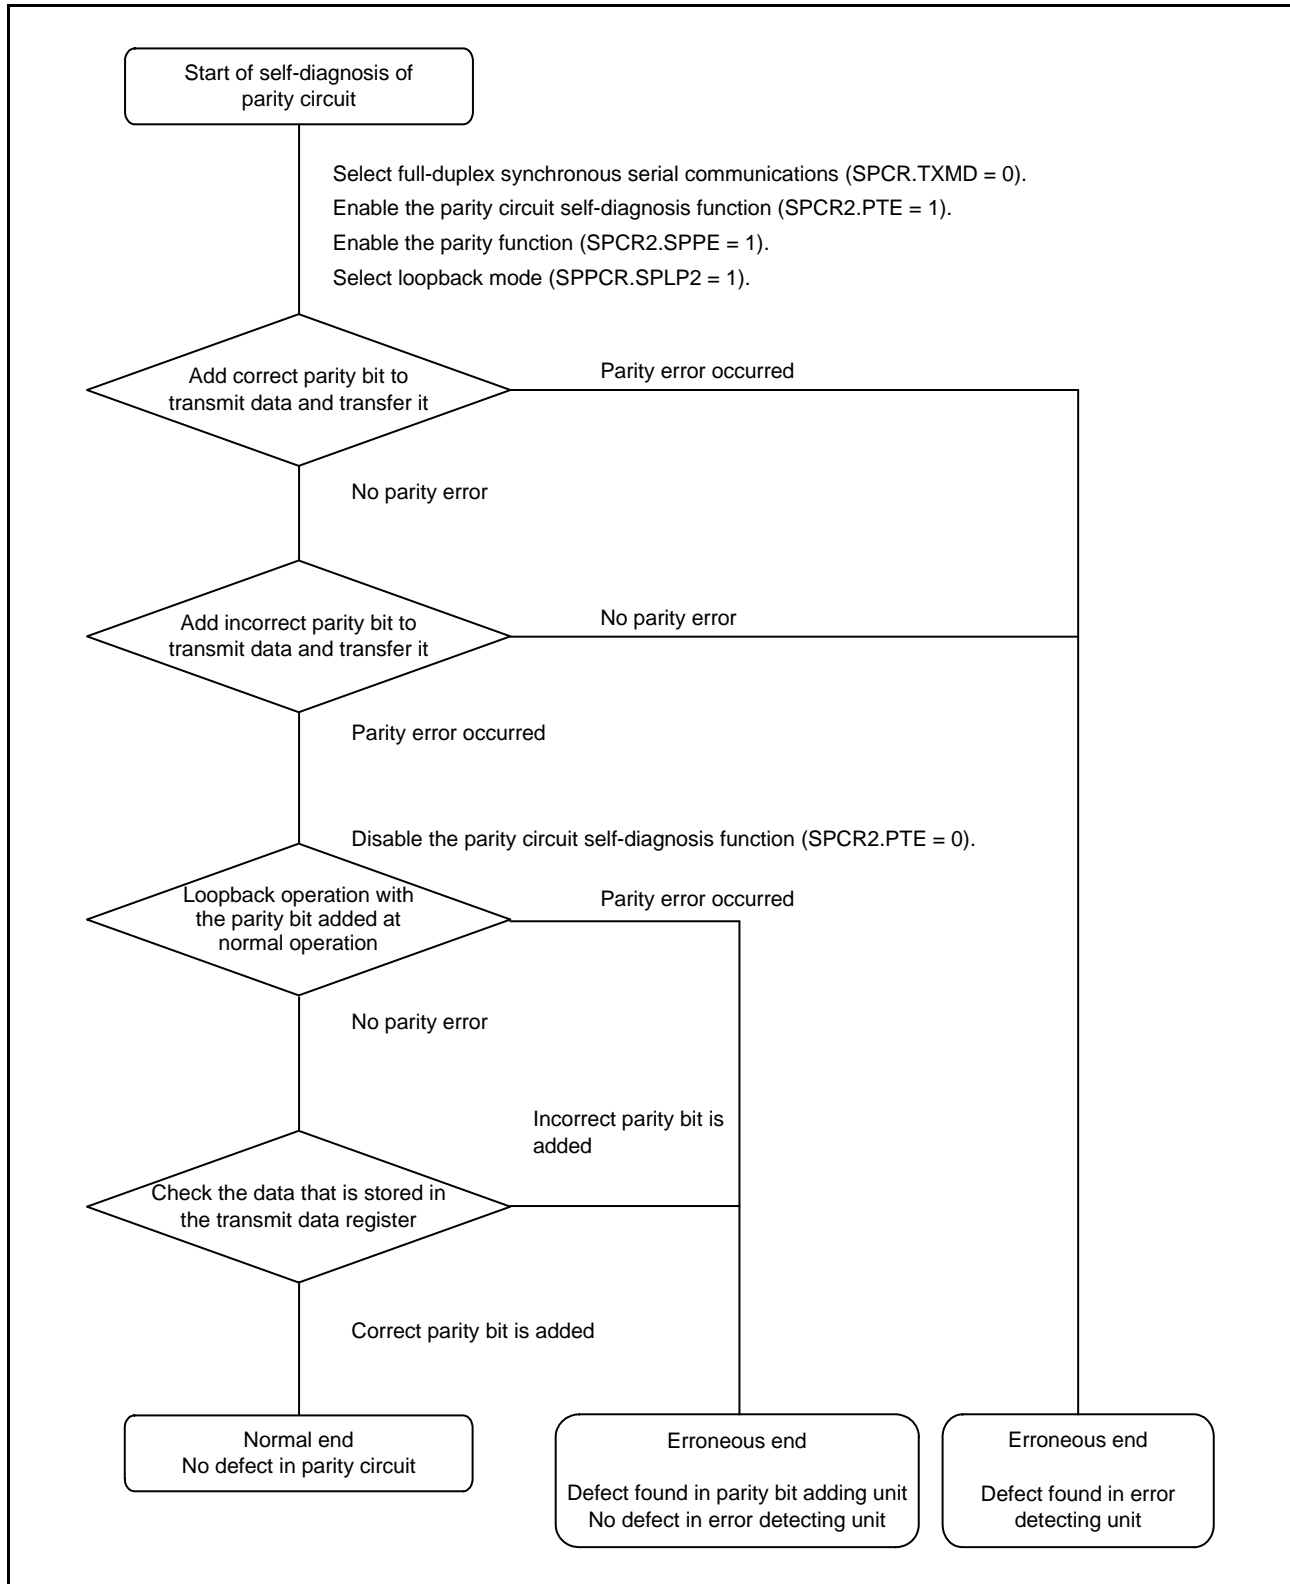 Start of self-diagnosis of
parity circuit
Select full-duplex synchronous serial communications (SPCR.TXMD = 0).
Enable the parity circuit self-diagnosis function (SPCR2.PTE = 1).
Enable the parity function (SPCR2.SPPE = 1).
Select loopback mode (SPPCR.SPLP2 = 1).
Add correct parity bit to
transmit data and transfer it
Parity error occurred
No parity error
Add incorrect parity bit to
transmit data and transfer it
No parity error
Parity error occurred
Disable the parity circuit self-diagnosis function (SPCR2.PTE = 0).
Loopback operation with
the parity bit added at
normal operation
Parity error occurred
No parity error
Incorrect parity bit is
added
Check the data that is stored in
the transmit data register
Correct parity bit is added
Normal end
No defect in parity circuit
Erroneous end
Defect found in parity bit adding unit
No defect in error detecting unit
Erroneous end
Defect found in error
detecting unit